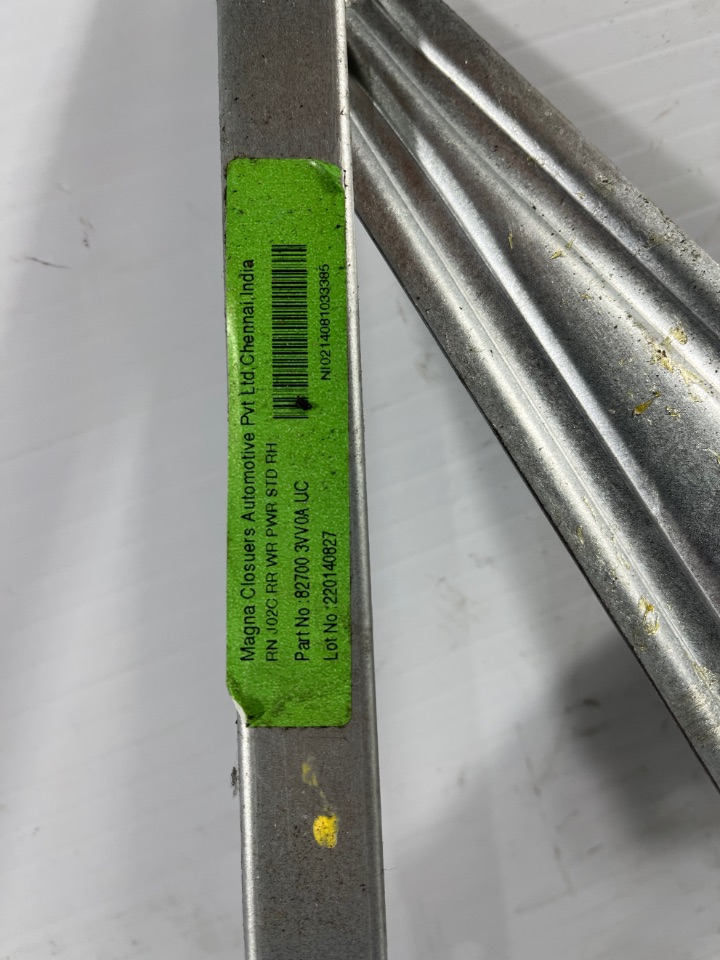 Magna Closuers Automotive Pvt Ltd.Chennai,India
RN J02C RR WR PWR STD RH
Part No :82700 3VV0A UC
Lot No :220140827
NI0214081033385